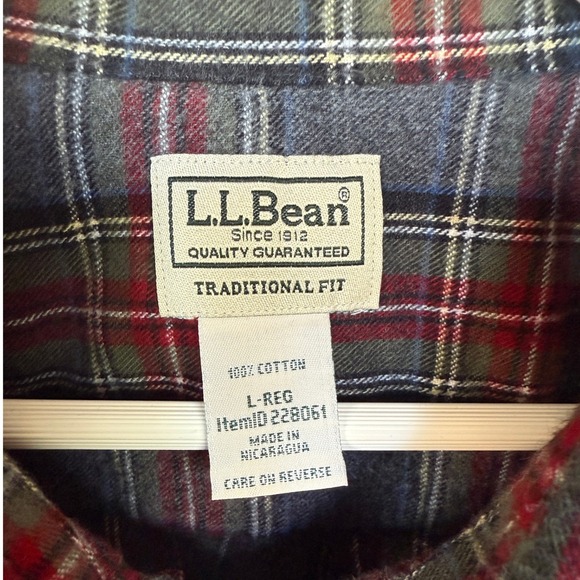 L.L.Bean®
Since 1912
QUALITY GUARANTEED
TRADITIONAL FIT
100% COTTON
L-REG
ItemID 228061
MADE IN
NICARAGUA
CARE ON REVERSE